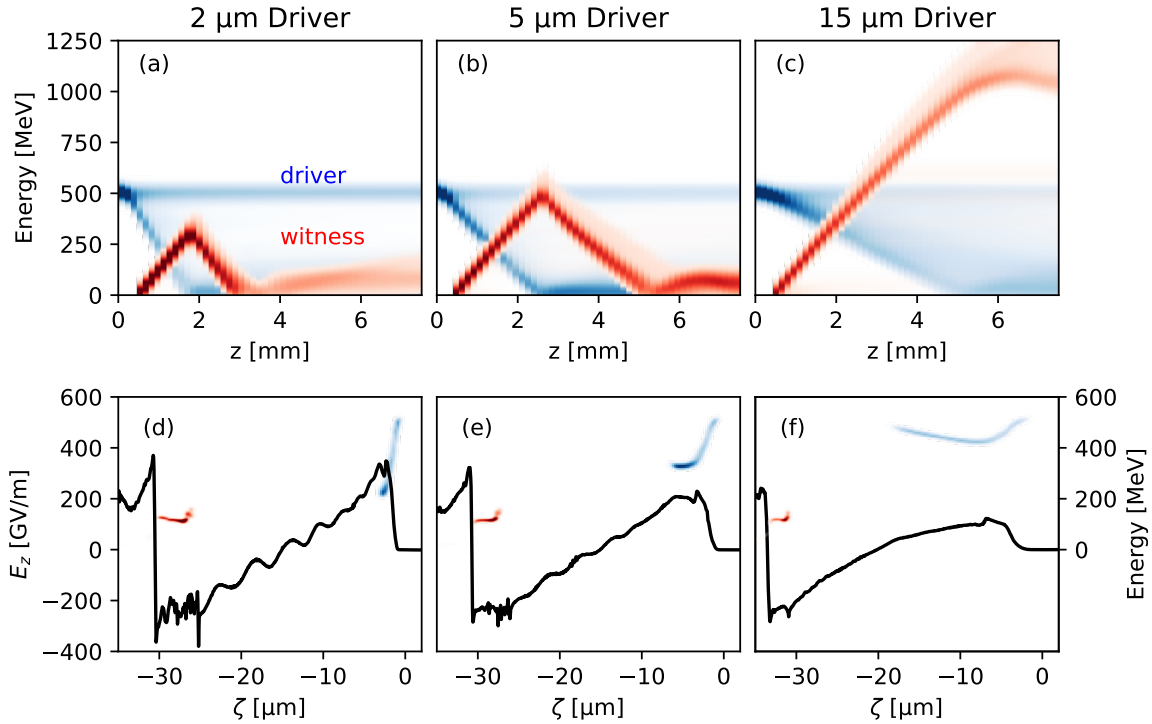 2 μm Driver 5 μm Driver 15 μm Driver
Energy [MeV]
1250
1000
750
500
250
0
(a)
driver
witness
(b)
(c)
0 2 4 6
0 2 4 6
0 2 4 6
z [mm]
z [mm]
z [mm]
E_z [GV/m]
600
400
200
0
−200
−400
(d)
(e)
(f)
600
400
200
0
Energy [MeV]
−30 −20 −10 0
−30 −20 −10 0
−30 −20 −10 0
ζ [μm]
ζ [μm]
ζ [μm]